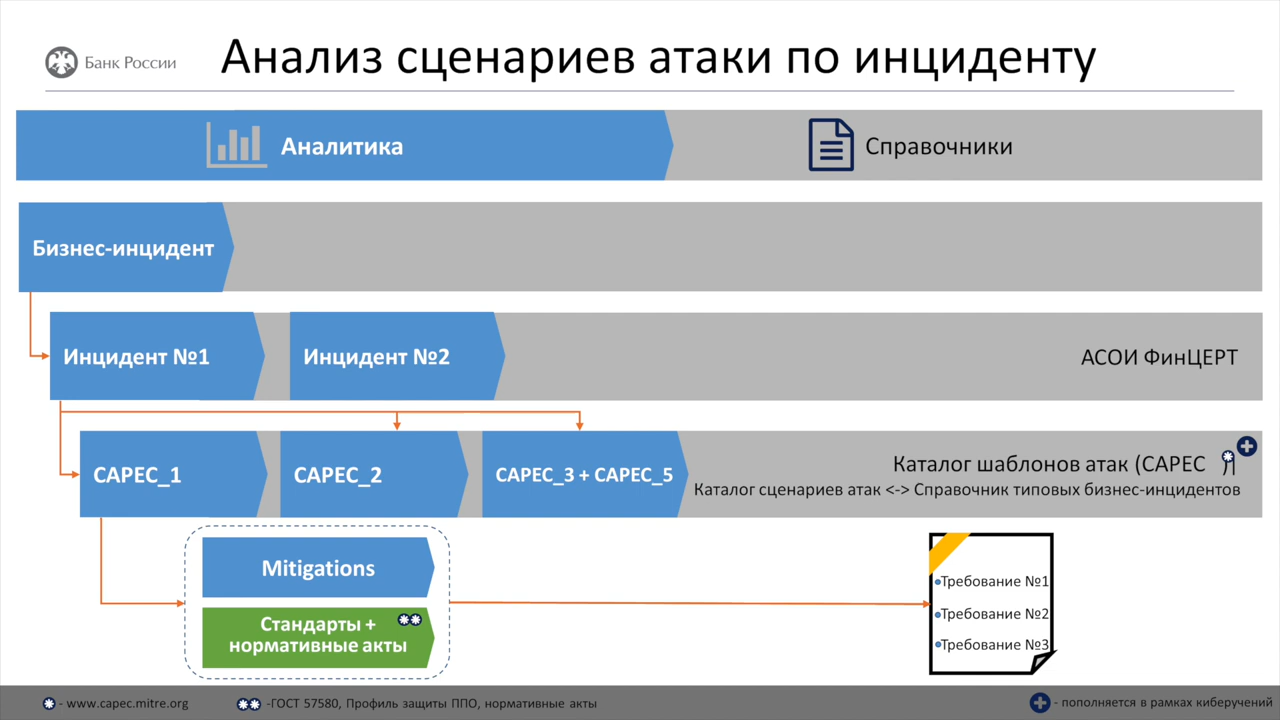 Банк России
Анализ сценариев атаки по инциденту
Аналитика
Справочники
Бизнес-инцидент
Инцидент №1
Инцидент №2
АСОИ ФинЦЕРТ
CAPEC_1
CAPEC_2
CAPEC_3 + CAPEC_5
Каталог шаблонов атак (CAPEC
Каталог сценариев атак <-> Справочник типовых бизнес-инцидентов
Mitigations
Стандарты +
нормативные акты
Требование №1
Требование №2
Требование №3
- www.capec.mitre.org
-ГОСТ 57580, Профиль защиты ППО, нормативные акты
- пополняется в рамках киберучений